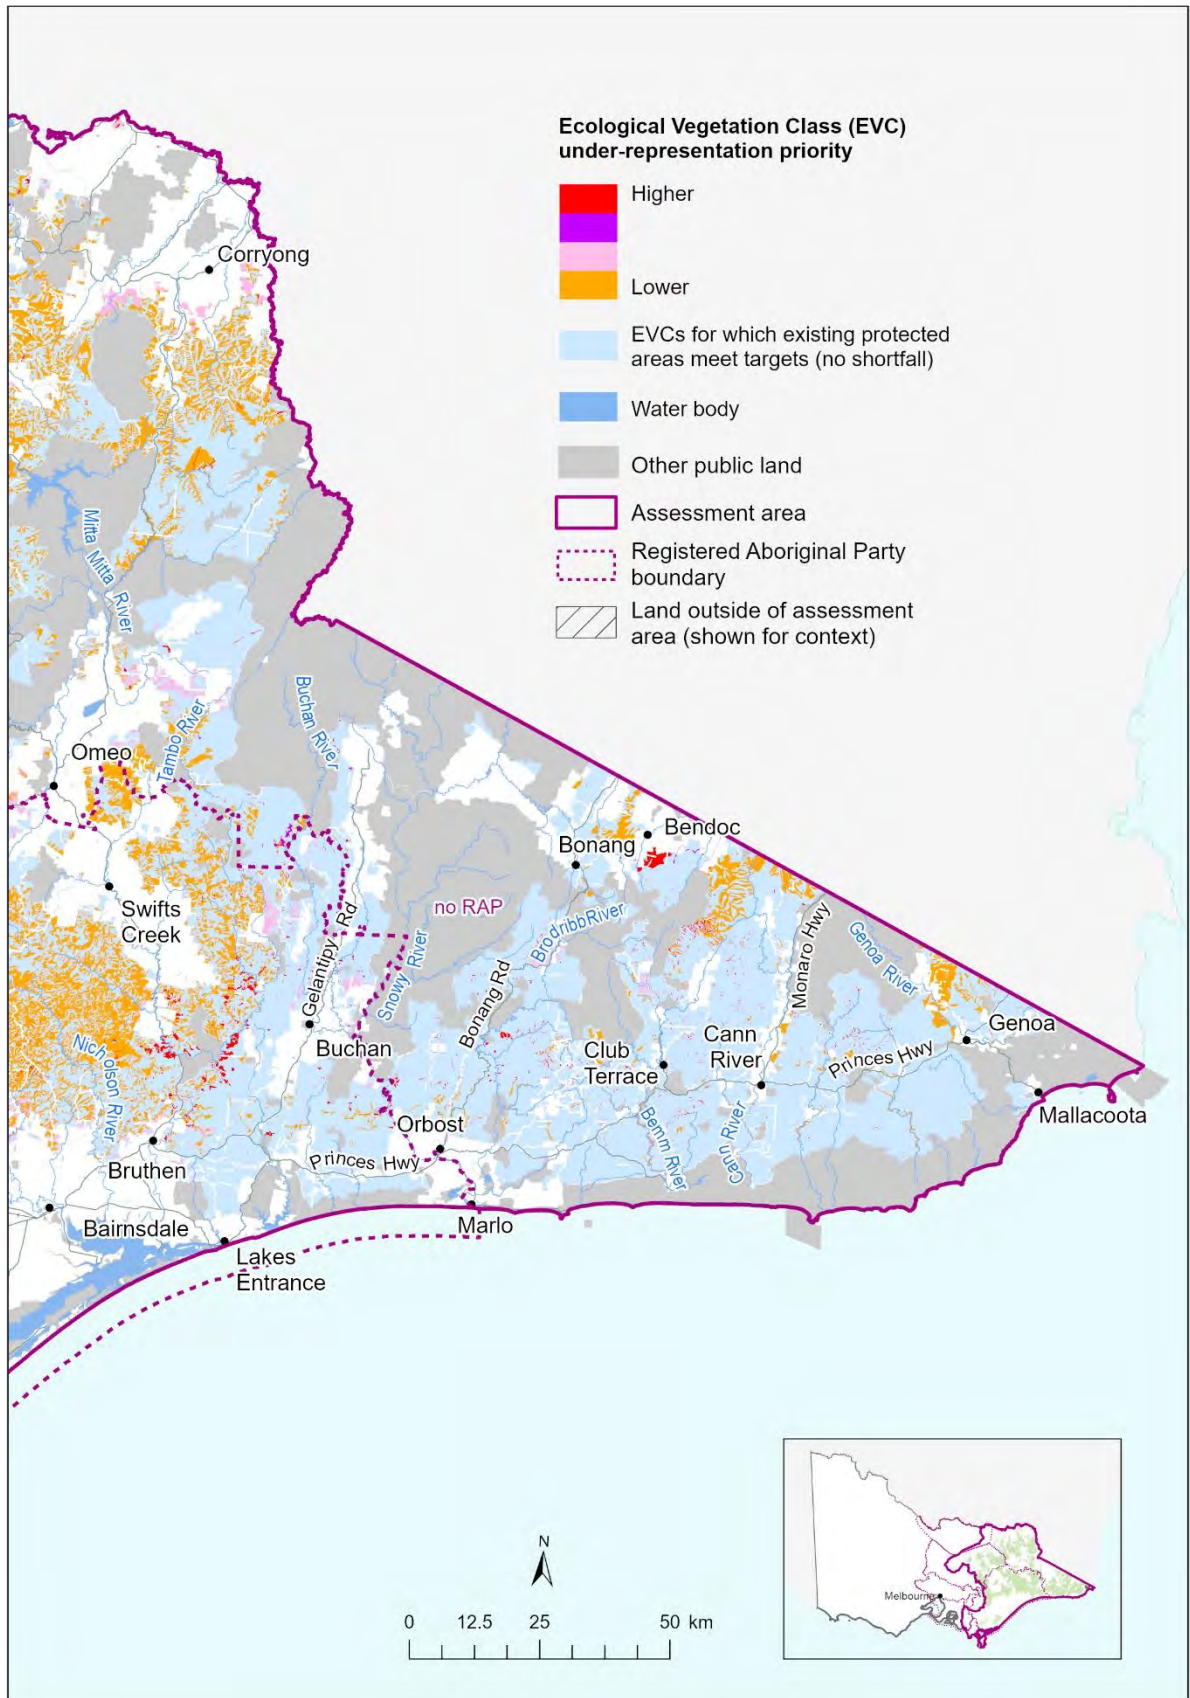 Ecological Vegetation Class (EVC)
under-representation priority
Higher
Lower
EVCs for which existing protected
areas meet targets (no shortfall)
Water body
Other public land
Assessment area
Registered Aboriginal Party
boundary
Land outside of assessment
area (shown for context)
Corryong
Mitta Mitta River
Buchan River
Tambo River
Omeo
Bendoc
Bonang
Swifts
Creek
no RAP
Brodribb River
Gelantipy Rd
Snowy River
Monaro Hwy
Genoa River
Bonang Rd
Genoa
Buchan
Cann
River
Club
Terrace
Princes Hwy
Nicholson River
Mallacoota
Orbost
Bemm River
Cann River
Bruthen
Princes Hwy
Bairnsdale
Marlo
Lakes
Entrance
N
0 12.5 25 50 km
Melbourne